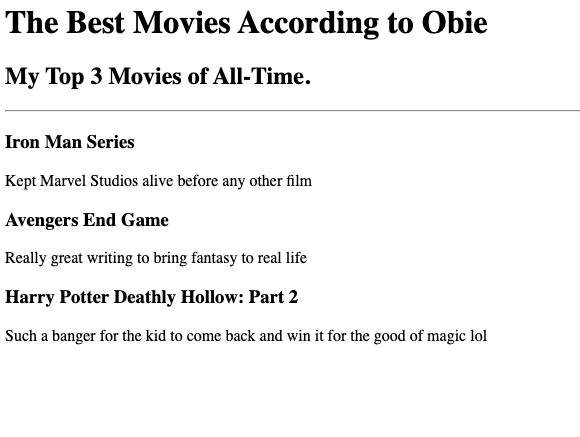 The Best Movies According to Obie
My Top 3 Movies of All-Time.
Iron Man Series
Kept Marvel Studios alive before any other film
Avengers End Game
Really great writing to bring fantasy to real life
Harry Potter Deathly Hollow: Part 2
Such a banger for the kid to come back and win it for the good of magic lol